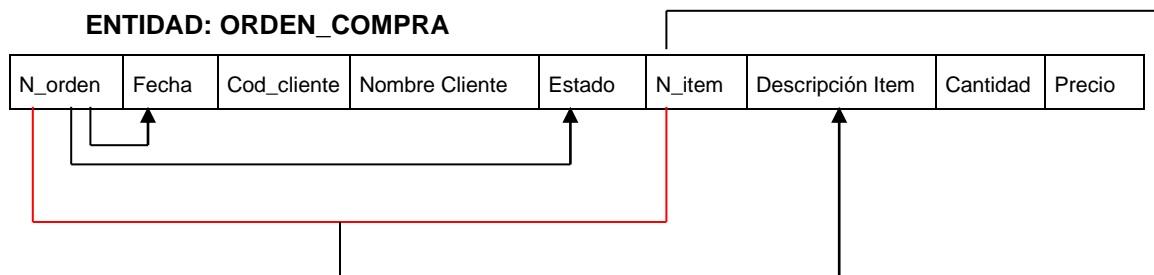 ENTIDAD: ORDEN_COMPRA
N_orden Fecha Cod_cliente Nombre Cliente Estado N_item Descripción Item Cantidad Precio